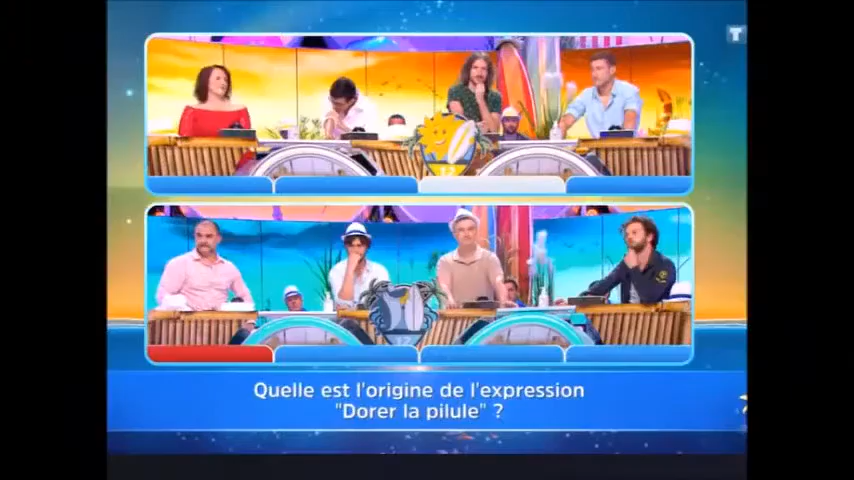 Quelle est l'origine de l'expression
"Dorer la pilule" ?